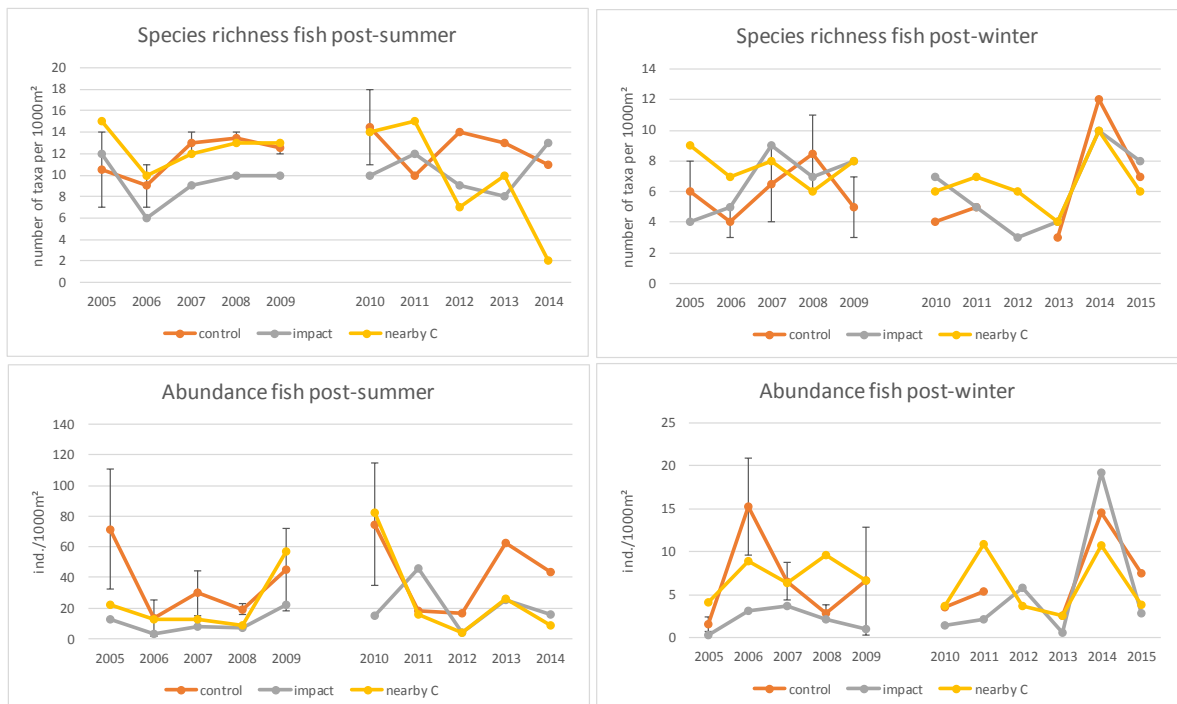 Species richness fish post-summer
number of taxa per 1000m²
20
18
16
14
12
10
8
6
4
2
0
2005 2006 2007 2008 2009 2010 2011 2012 2013 2014
control impact nearby C
Species richness fish post-winter
number of taxa per 1000m²
14
12
10
8
6
4
2
0
2005 2006 2007 2008 2009 2010 2011 2012 2013 2014 2015
control impact nearby C
Abundance fish post-summer
ind./1000m²
140
120
100
80
60
40
20
0
2005 2006 2007 2008 2009 2010 2011 2012 2013 2014
control impact nearby C
Abundance fish post-winter
ind./1000m²
25
20
15
10
5
0
2005 2006 2007 2008 2009 2010 2011 2012 2013 2014 2015
control impact nearby C